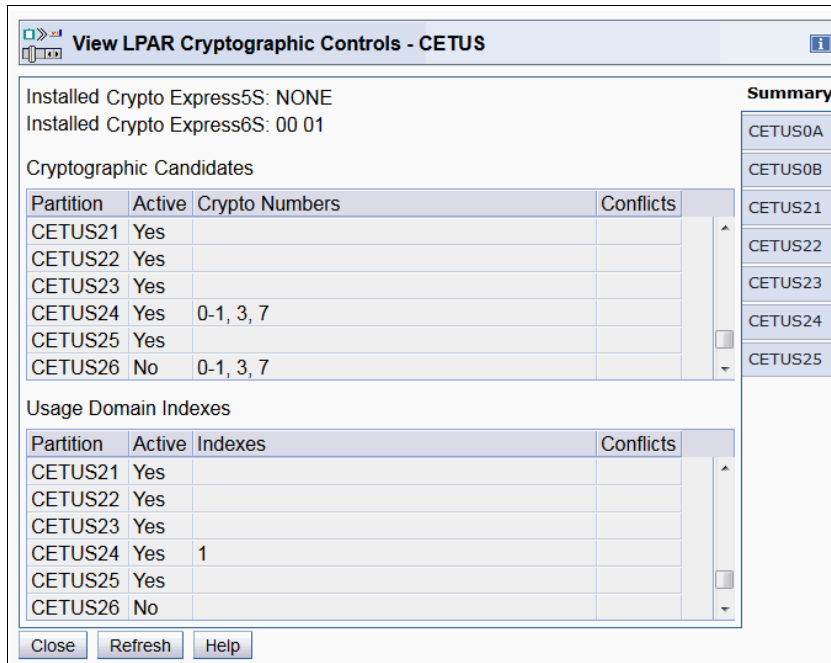 View LPAR Cryptographic Controls - CETUS
i
Installed Crypto Express5S: NONE
Installed Crypto Express6S: 00 01
Cryptographic Candidates
Partition Active Crypto Numbers Conflicts
CETUS21 Yes
CETUS22 Yes
CETUS23 Yes
CETUS24 Yes 0-1, 3, 7
CETUS25 Yes
CETUS26 No 0-1, 3, 7
Usage Domain Indexes
Partition Active Indexes Conflicts
CETUS21 Yes
CETUS22 Yes
CETUS23 Yes
CETUS24 Yes 1
CETUS25 Yes
CETUS26 No
Close Refresh Help
Summary
CETUS0A
CETUS0B
CETUS21
CETUS22
CETUS23
CETUS24
CETUS25